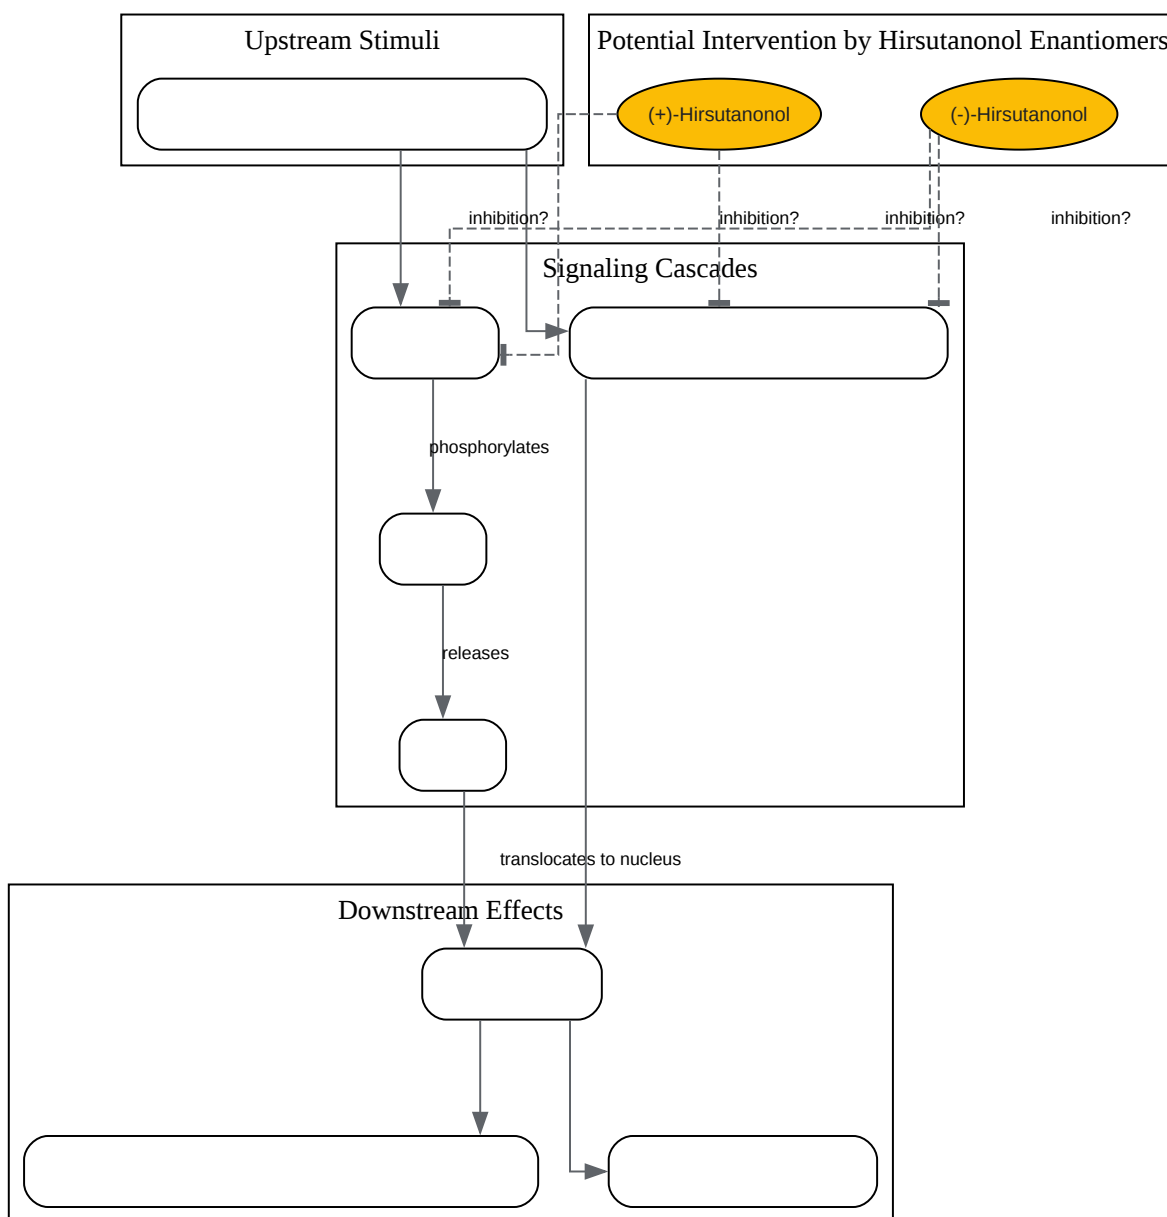 Upstream Stimuli
Potential Intervention by Hirsutanonol Enantiomers
(+)-Hirsutanonol
(-)-Hirsutanonol
inhibition?
inhibition?
inhibition?
inhibition?
Signaling Cascades
phosphorylates
releases
translocates to nucleus
Downstream Effects